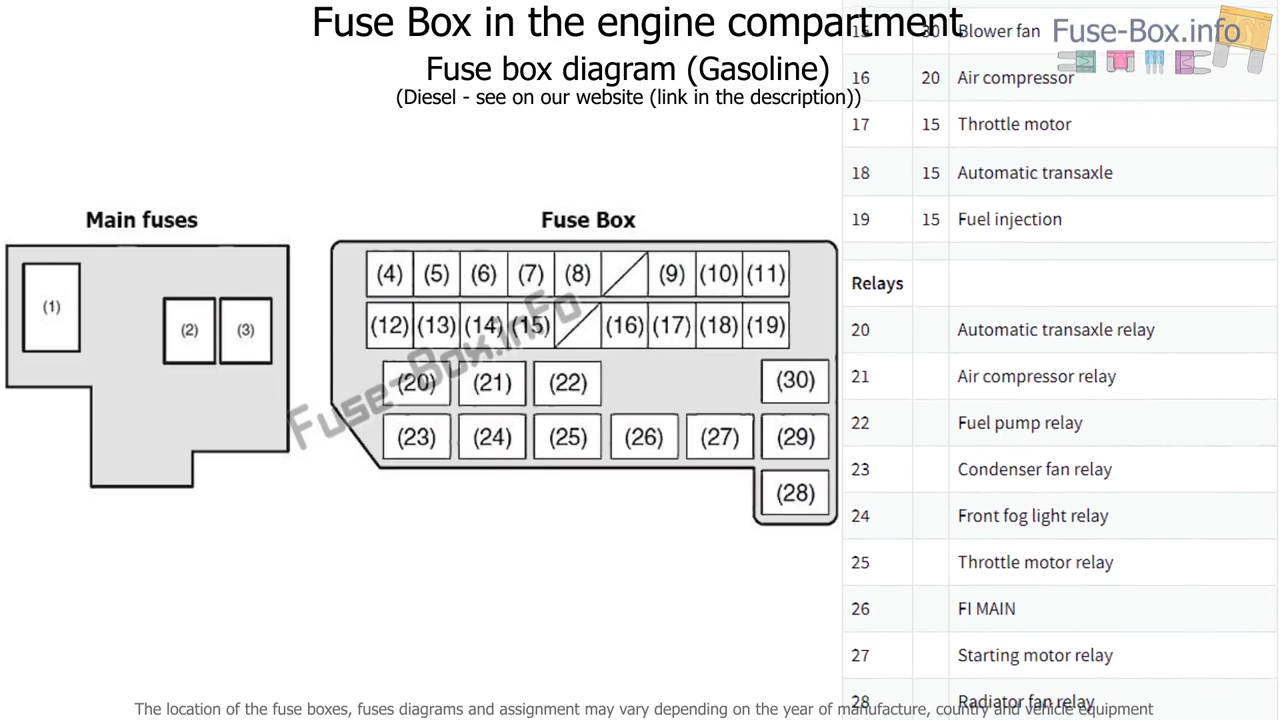 Fuse Box in the engine compartment
Fuse box diagram (Gasoline)
(Diesel - see on our website (link in the description))
Fuse-Box.info
Main fuses
(1)
(2) (3)
Fuse Box
(4) (5) (6) (7) (8) (9) (10) (11)
(12) (13) (14) (15) (16) (17) (18) (19)
(20) (21) (22) (30)
(23) (24) (25) (26) (27) (29)
(28)
Fuse-Box.info
15 30 Blower fan
16 20 Air compressor
17 15 Throttle motor
18 15 Automatic transaxle
19 15 Fuel injection
Relays
20 Automatic transaxle relay
21 Air compressor relay
22 Fuel pump relay
23 Condenser fan relay
24 Front fog light relay
25 Throttle motor relay
26 FI MAIN
27 Starting motor relay
28 Radiator fan relay
The location of the fuse boxes, fuses diagrams and assignment may vary depending on the year of manufacture, country and vehicle equipment